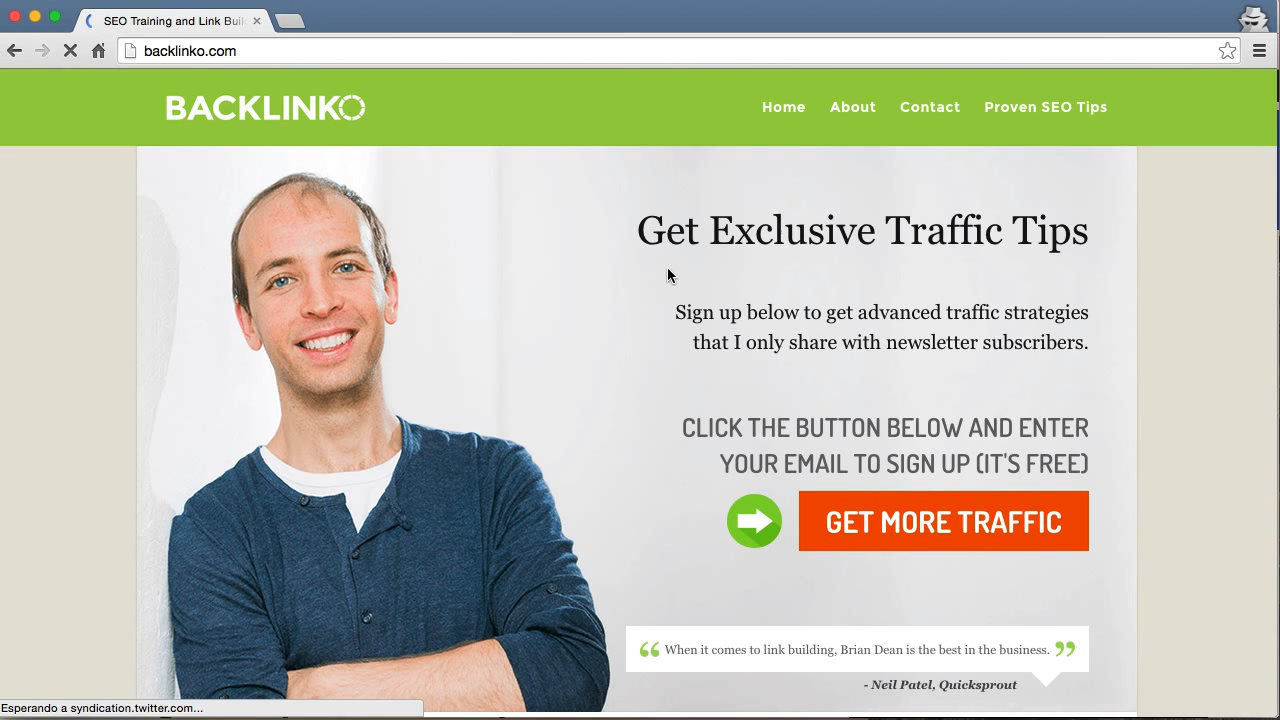 SEO Training and Link Buil
backlinko.com
BACKLINKO
Home About Contact Proven SEO Tips
Get Exclusive Traffic Tips
Sign up below to get advanced traffic strategies
that I only share with newsletter subscribers.
CLICK THE BUTTON BELOW AND ENTER
YOUR EMAIL TO SIGN UP (IT'S FREE)
GET MORE TRAFFIC
“ When it comes to link building, Brian Dean is the best in the business. ”
- Neil Patel, Quicksprout
Esperando a syndication.twitter.com...